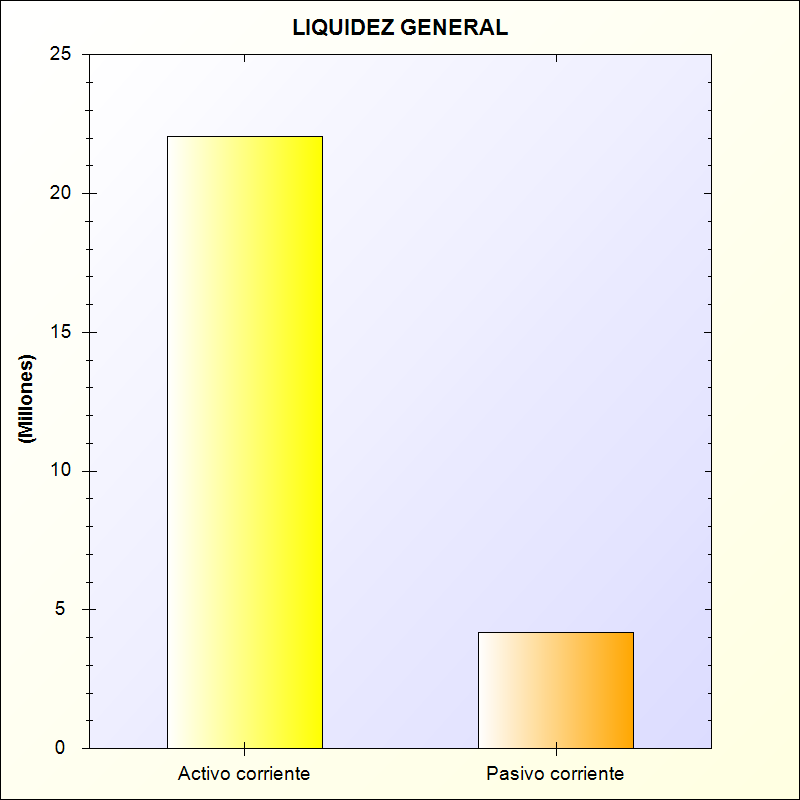 LIQUIDEZ GENERAL
25
20
15
10
5
0
(Millones)
Activo corriente
Pasivo corriente